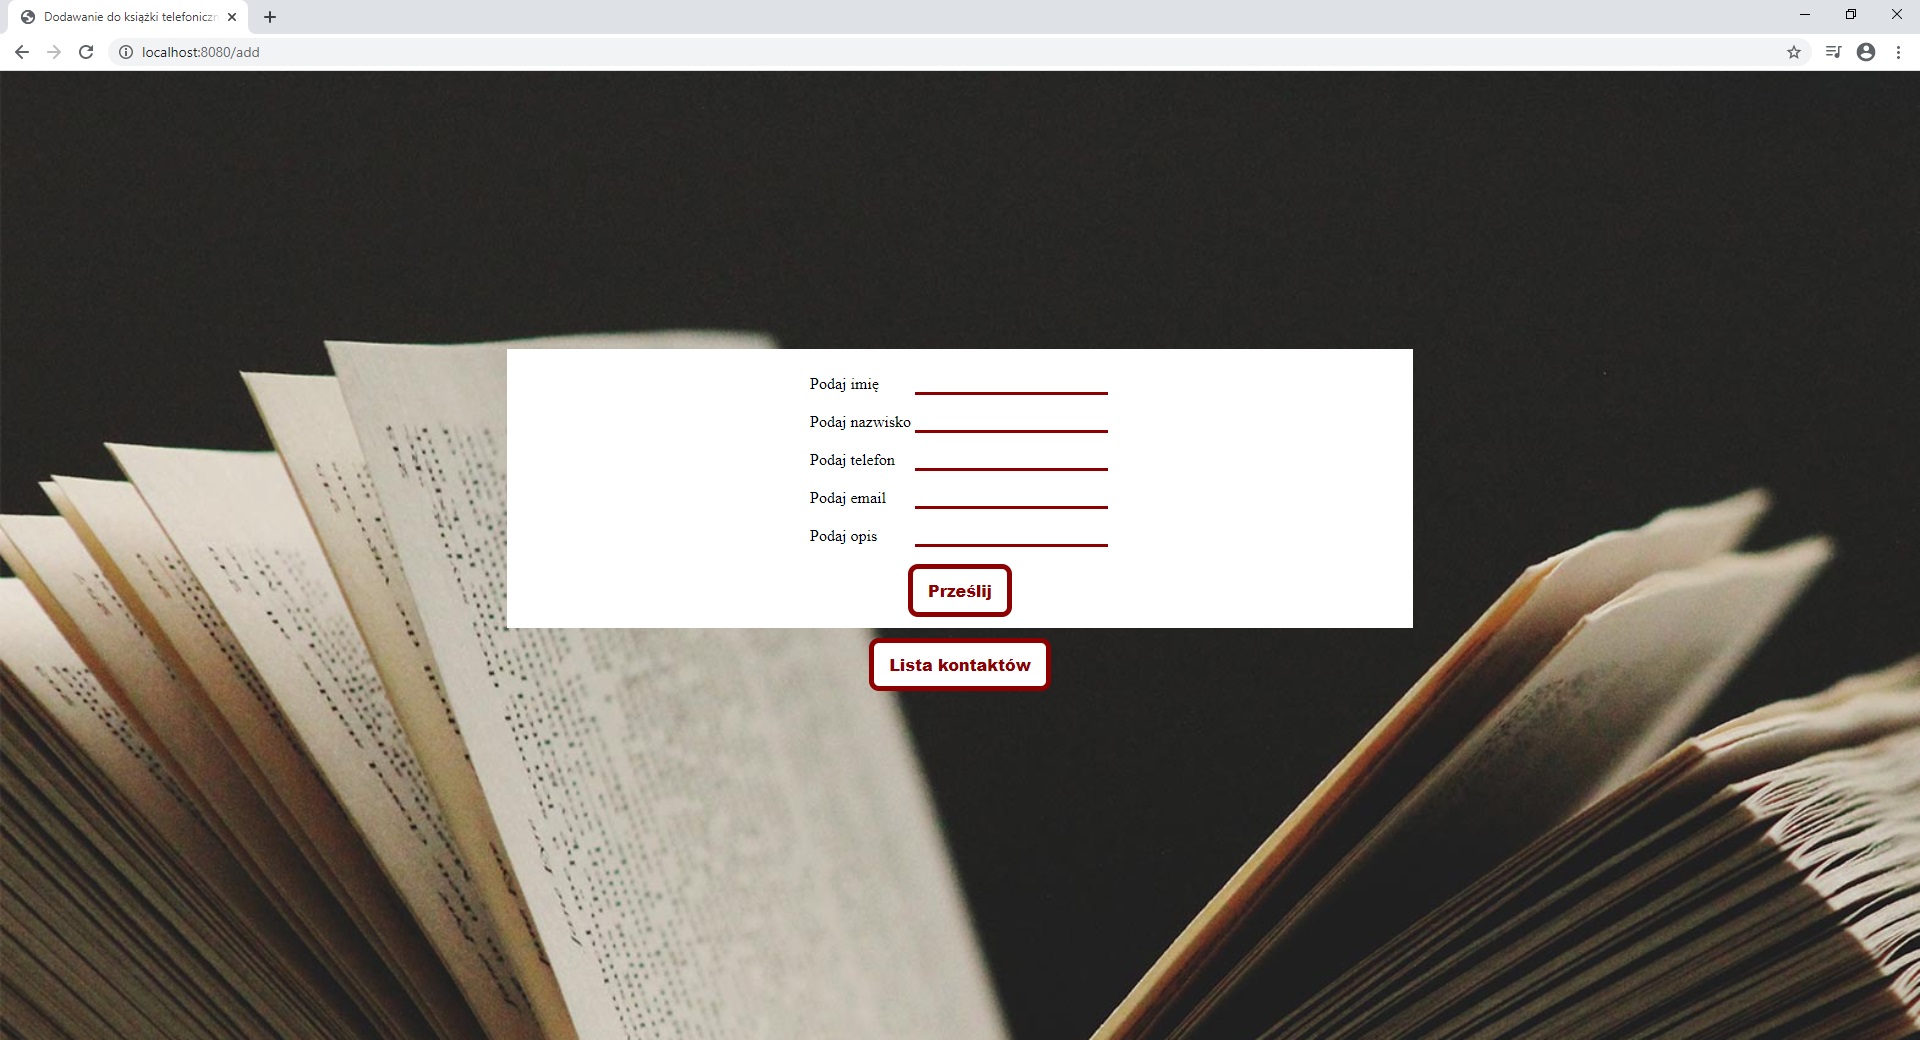 Dodawanie do książki telefoniczn
localhost:8080/add
Podaj imię
Podaj nazwisko
Podaj telefon
Podaj email
Podaj opis
Prześlij
Lista kontaktów